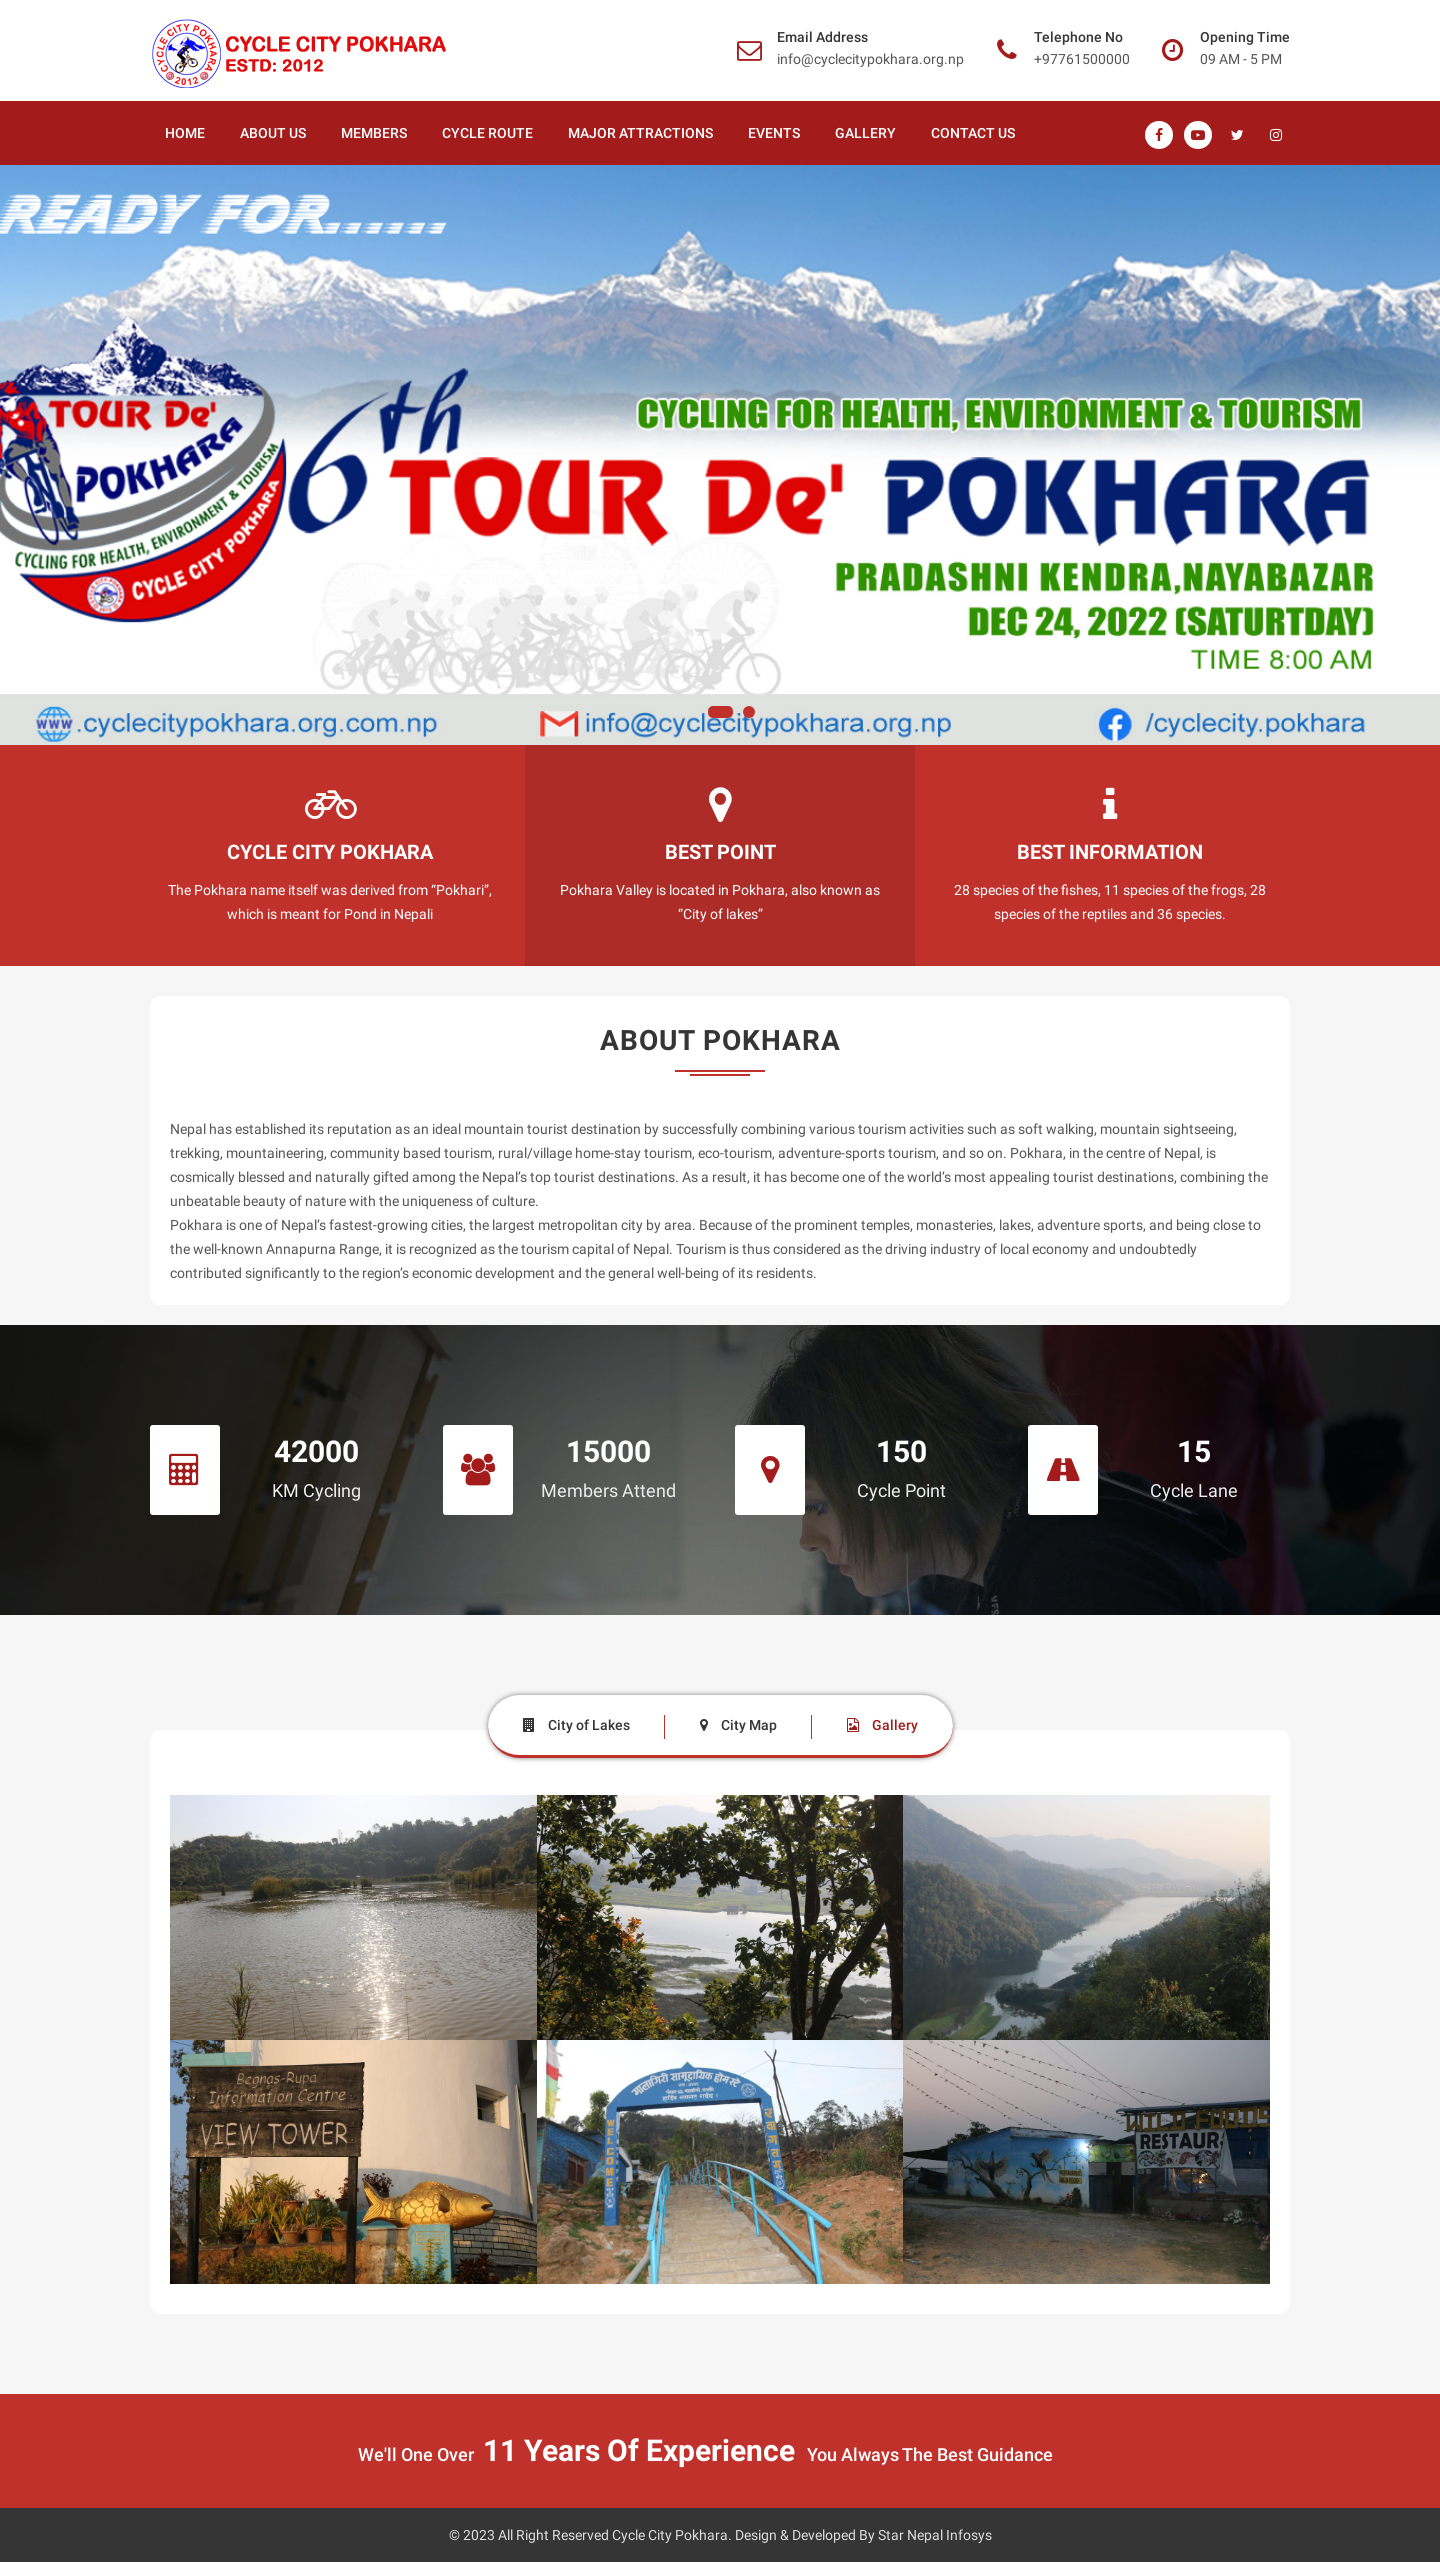 CYCLE CITY POKHARA
@ 2012 @
CYCLE CITY POKHARA
ESTD: 2012
Email Address
info@cyclecitypokhara.org.np
Telephone No
+97761500000
Opening Time
09 AM - 5 PM
HOME ABOUT US MEMBERS CYCLE ROUTE MAJOR ATTRACTIONS EVENTS GALLERY CONTACT US
READY FOR......
TOUR De'
POKHARA
CYCLING FOR HEALTH, ENVIRONMENT & TOURISM
CYCLE CITY POKHARA
6th
CYCLING FOR HEALTH, ENVIRONMENT & TOURISM
TOUR De' POKHARA
PRADASHNI KENDRA,NAYABAZAR
DEC 24, 2022 (SATURTDAY)
TIME 8:00 AM
www.cyclecitypokhara.org.com.np
info@cyclecitypokhara.org.np
/cyclecity.pokhara
CYCLE CITY POKHARA
The Pokhara name itself was derived from “Pokhari”,
which is meant for Pond in Nepali
BEST POINT
Pokhara Valley is located in Pokhara, also known as
“City of lakes”
BEST INFORMATION
28 species of the fishes, 11 species of the frogs, 28
species of the reptiles and 36 species.
ABOUT POKHARA
Nepal has established its reputation as an ideal mountain tourist destination by successfully combining various tourism activities such as soft walking, mountain sightseeing,
trekking, mountaineering, community based tourism, rural/village home-stay tourism, eco-tourism, adventure-sports tourism, and so on. Pokhara, in the centre of Nepal, is
cosmically blessed and naturally gifted among the Nepal’s top tourist destinations. As a result, it has become one of the world’s most appealing tourist destinations, combining the
unbeatable beauty of nature with the uniqueness of culture.
Pokhara is one of Nepal’s fastest-growing cities, the largest metropolitan city by area. Because of the prominent temples, monasteries, lakes, adventure sports, and being close to
the well-known Annapurna Range, it is recognized as the tourism capital of Nepal. Tourism is thus considered as the driving industry of local economy and undoubtedly
contributed significantly to the region’s economic development and the general well-being of its residents.
42000
KM Cycling
15000
Members Attend
150
Cycle Point
15
Cycle Lane
City of Lakes
City Map
Gallery
Begnas-Rupa
Information Centre
VIEW TOWER
मालागिरी सामुदायिक होम स्टे
WELCOME
WILD FOODS
RESTAUR
We'll One Over 11 Years Of Experience You Always The Best Guidance
© 2023 All Right Reserved Cycle City Pokhara. Design & Developed By Star Nepal Infosys